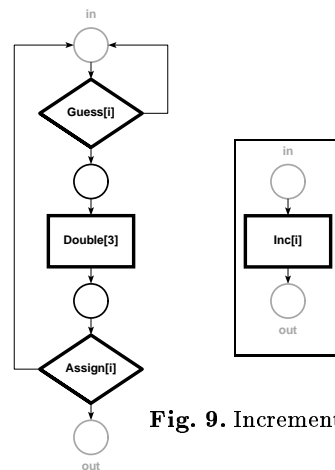 in
Guess[i]
Double[3]
Assign[i]
out
in
Inc[i]
out
Fig. 9. Increment